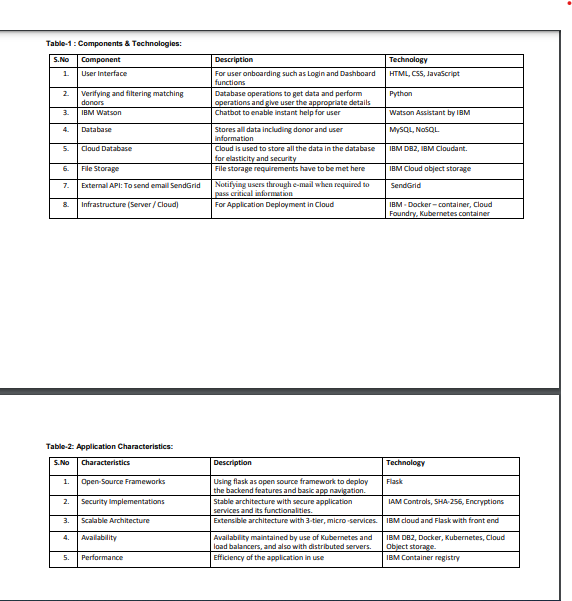 Table-1 : Components & Technologies:
S.No Component Description Technology
1. User Interface For user onboarding such as Login and Dashboard HTML, CSS, JavaScript
functions
2. Verifying and filtering matching Database operations to get data and perform Python
donors operations and give user the appropriate details
3. IBM Watson Chatbot to enable instant help for user Watson Assistant by IBM
4. Database Stores all data including donor and user MySQL, NoSQL.
information
5. Cloud Database Cloud is used to store all the data in the database IBM DB2, IBM Cloudant.
for elasticity and security
6. File Storage File storage requirements have to be met here IBM Cloud object storage
7. External API: To send email SendGrid Notifying users through e-mail when required to SendGrid
pass critical information
8. Infrastructure (Server / Cloud) For Application Deployment in Cloud IBM - Docker – container, Cloud
Foundry, Kubernetes container
Table-2: Application Characteristics:
S.No Characteristics Description Technology
1. Open-Source Frameworks Using flask as open source framework to deploy Flask
the backend features and basic app navigation.
2. Security Implementations Stable architecture with secure application IAM Controls, SHA-256, Encryptions
services and its functionalities.
3. Scalable Architecture Extensible architecture with 3-tier, micro -services. IBM cloud and Flask with front end
4. Availability Availability maintained by use of Kubernetes and IBM DB2, Docker, Kubernetes, Cloud
load balancers, and also with distributed servers. Object storage.
5. Performance Efficiency of the application in use IBM Container registry